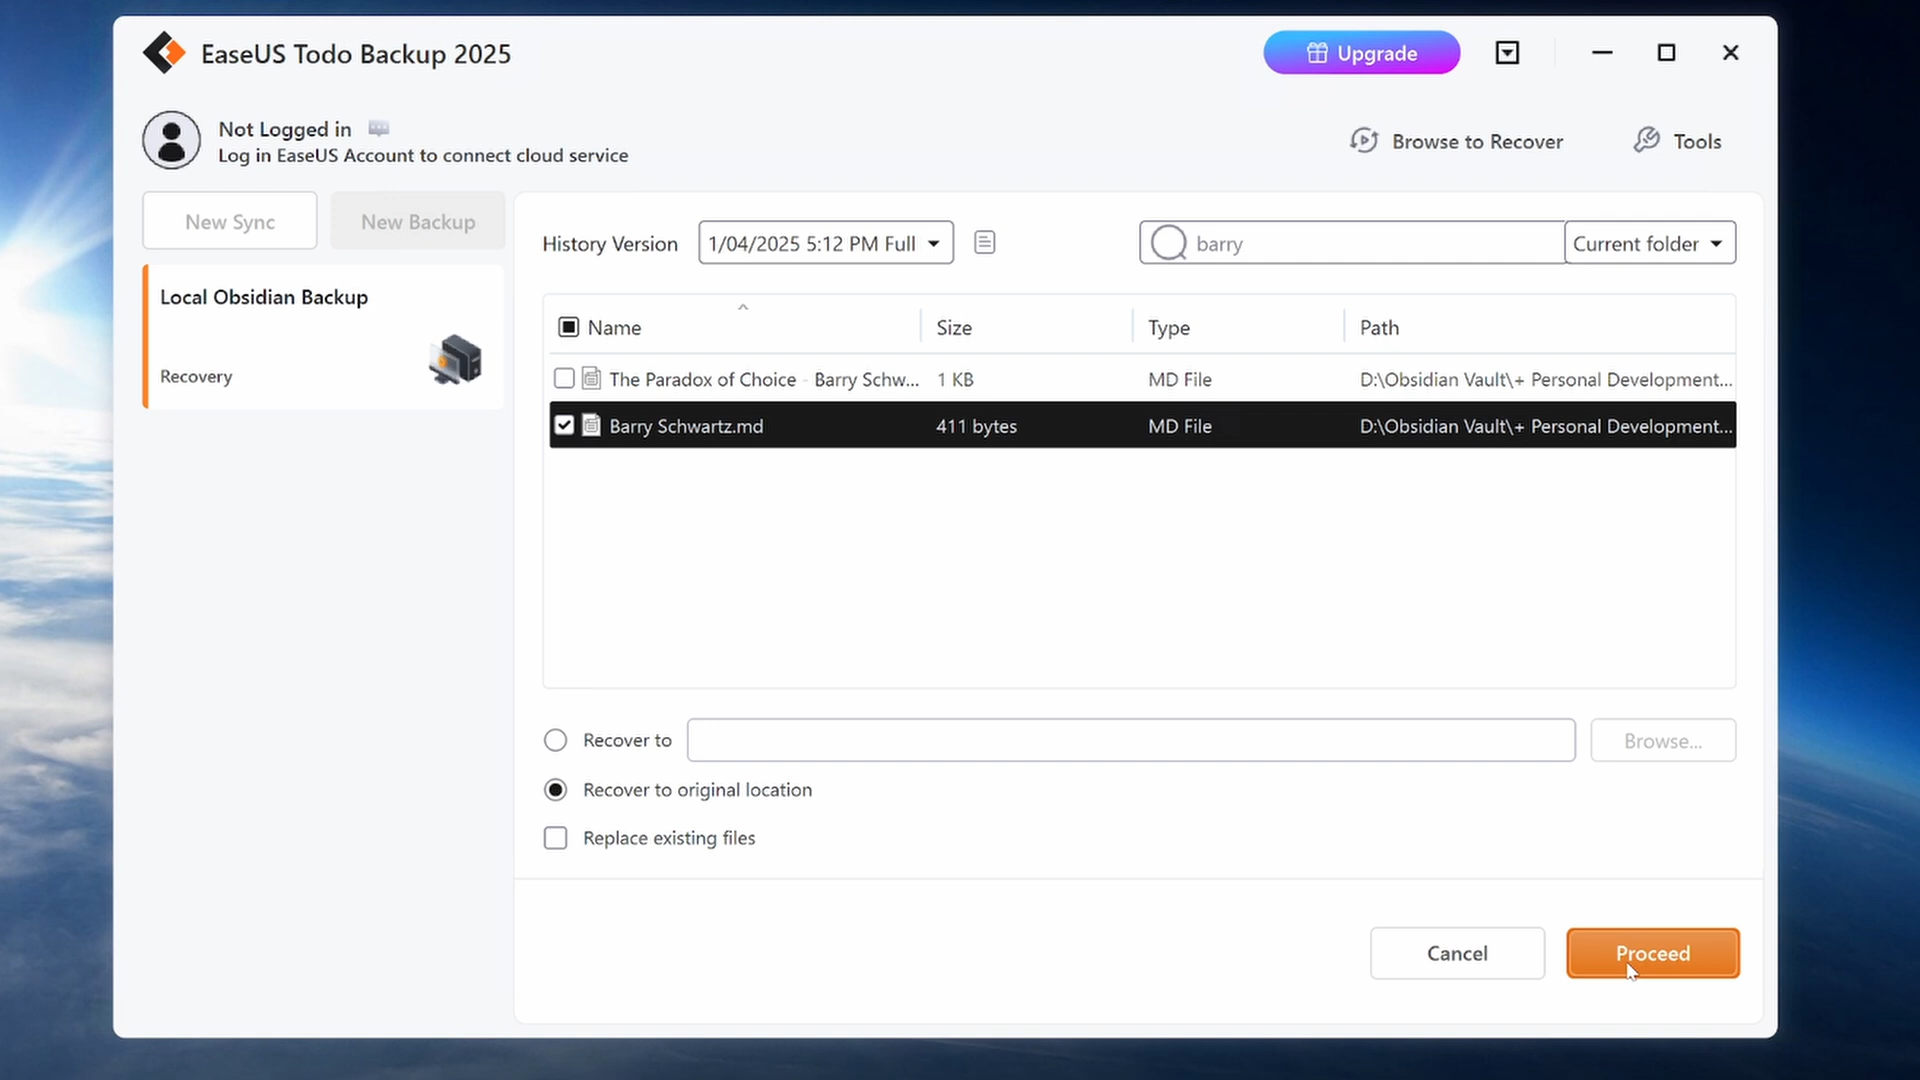 EaseUS Todo Backup 2025
Upgrade
Not Logged in
Log in EaseUS Account to connect cloud service
Browse to Recover
Tools
New Sync
New Backup
Local Obsidian Backup
Recovery
History Version
1/04/2025 5:12 PM Full
barry
Current folder
Name Size Type Path
The Paradox of Choice - Barry Schw... 1 KB MD File D:\Obsidian Vault\+ Personal Development...
Barry Schwartz.md 411 bytes MD File D:\Obsidian Vault\+ Personal Development...
Recover to
Browse...
Recover to original location
Replace existing files
Cancel
Proceed